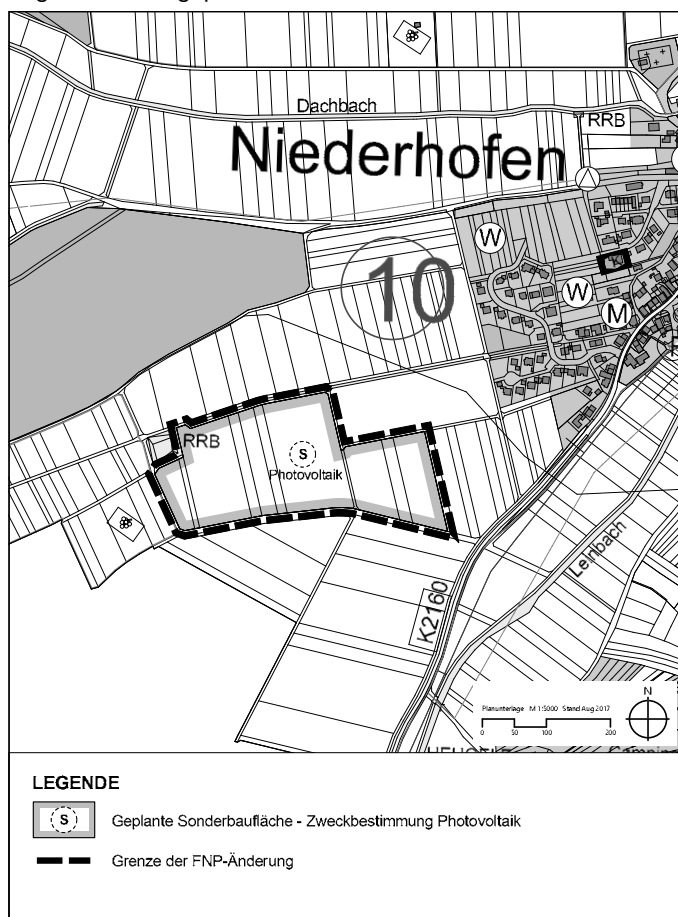 Dachbach
RRB
Niederhofen
W
10
W
M
RRB
S
Photovoltaik
K2160
Leinbach
Planunterlage M 1:5000 Stand Aug 2017
N
0 50 100 200
LEGENDE
S Geplante Sonderbaufläche - Zweckbestimmung Photovoltaik
Grenze der FNP-Änderung